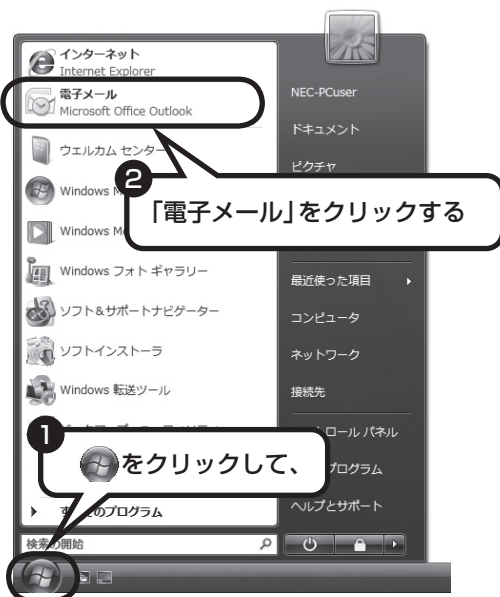 インターネット
Internet Explorer
電子メール
Microsoft Office Outlook
ウェルカム センター
Windows M
Windows Me
Windows フォト ギャラリー
ソフト&サポートナビゲーター
ソフトインストーラ
Windows 転送ツール
すべてのプログラム
検索の開始
NEC-PCuser
ドキュメント
ピクチャ
最近使った項目
コンピュータ
ネットワーク
接続先
ロール パネル
プログラム
ヘルプとサポート
❷
「電子メール」をクリックする
❶
をクリックして、